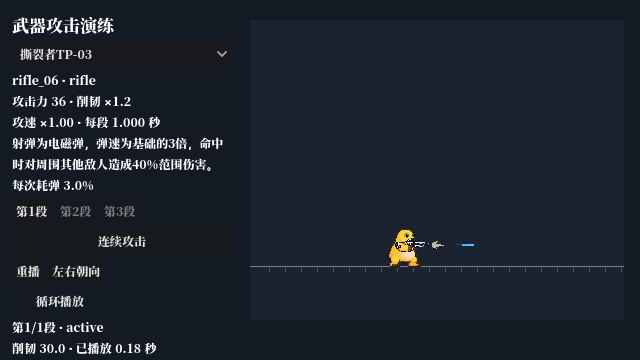 武器攻击演练
撕裂者TP-03
rifle_06 · rifle
攻击力 36 · 削韧 ×1.2
攻速 ×1.00 · 每段 1.000 秒
射弹为电磁弹，弹速为基础的3倍，命中
时对周围其他敌人造成40%范围伤害。
每次耗弹 3.0%
第1段 第2段 第3段
连续攻击
重播 左右朝向
循环播放
第1/1段 · active
削韧 30.0 · 已播放 0.18 秒